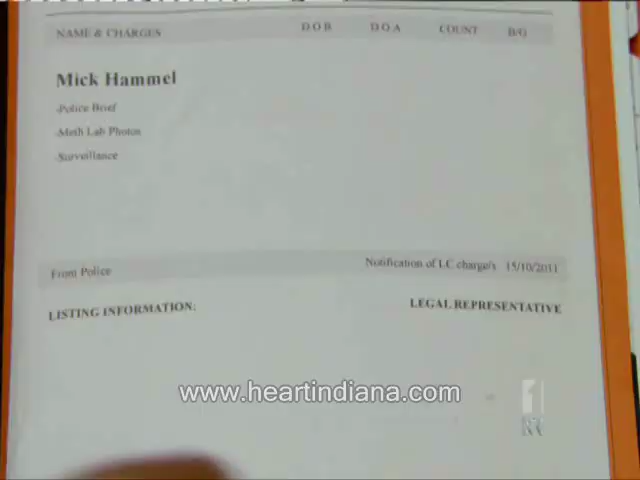 NAME & CHARGES D.O.B D.O.A COUNT B/G
Mick Hammel
-Police Brief
-Meth Lab Photos
-Surveillance
From Police Notification of LC charge/s 15/10/2011
LISTING INFORMATION: LEGAL REPRESENTATIVE
www.heartindiana.com
1